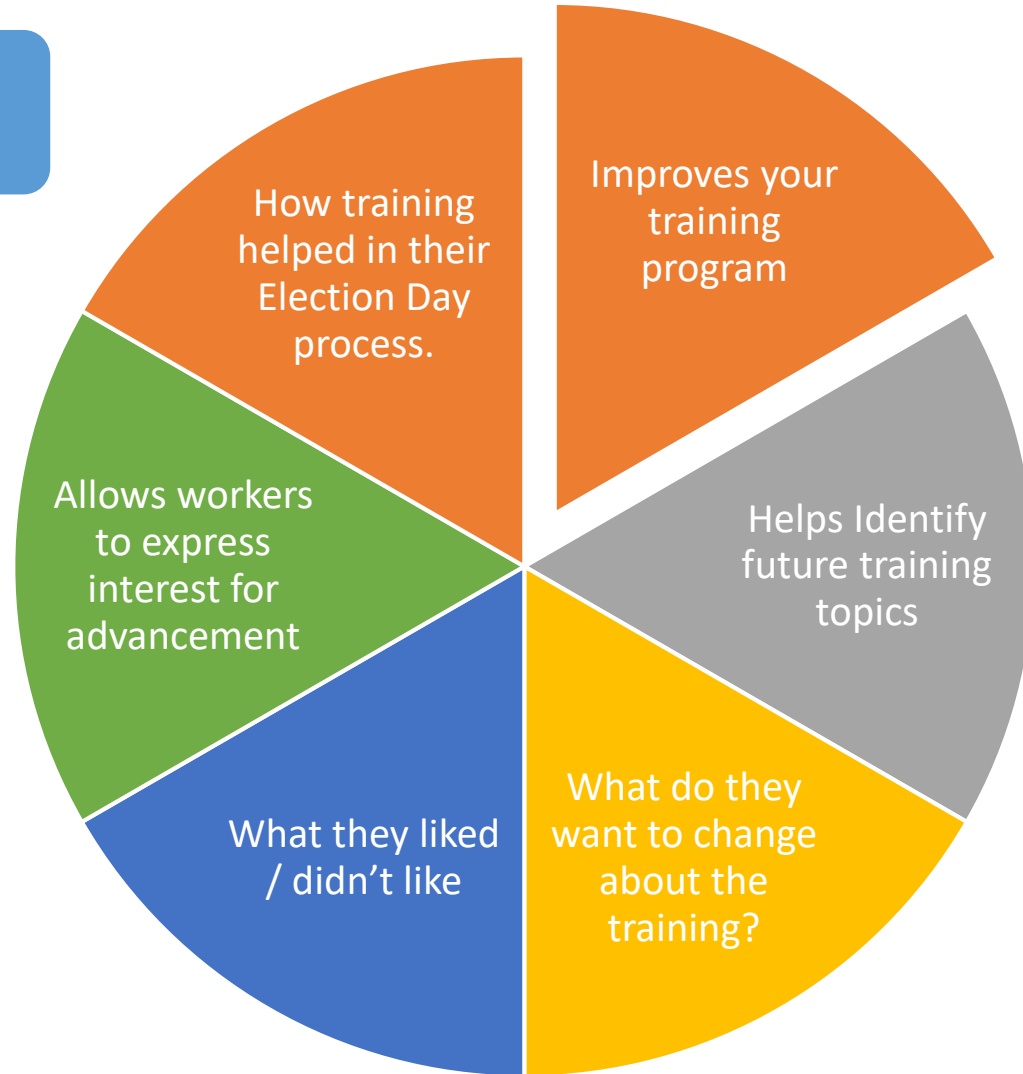 Improves your
training
program
Helps Identify
future training
topics
What do they
want to change
about the
training?
What they liked
/ didn’t like
Allows workers
to express
interest for
advancement
How training
helped in their
Election Day
process.